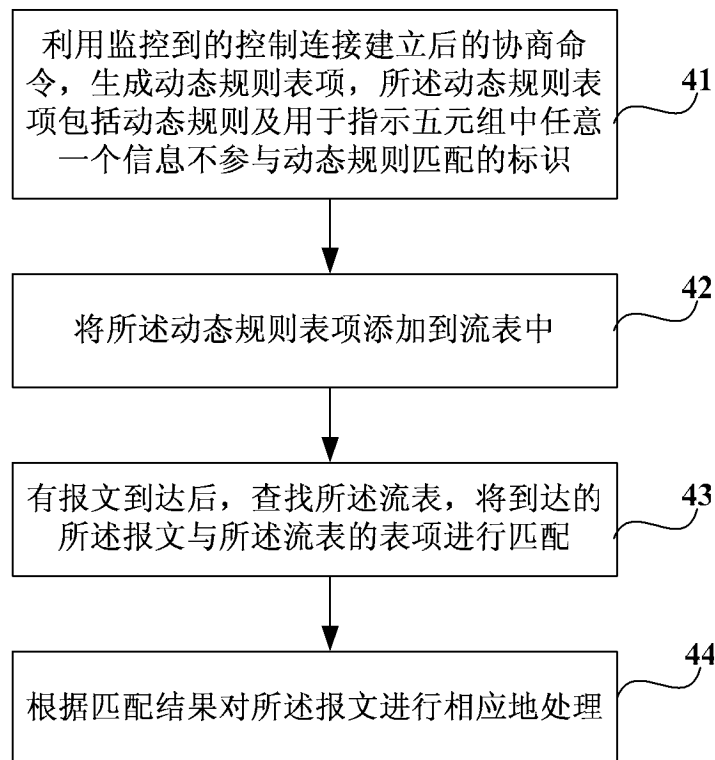 利用监控到的控制连接建立后的协商命
令，生成动态规则表项，所述动态规则表
项包括动态规则及用于指示五元组中任意
一个信息不参与动态规则匹配的标识
41
将所述动态规则表项添加到流表中
42
有报文到达后，查找所述流表，将到达的
所述报文与所述流表的表项进行匹配
43
根据匹配结果对所述报文进行相应地处理
44